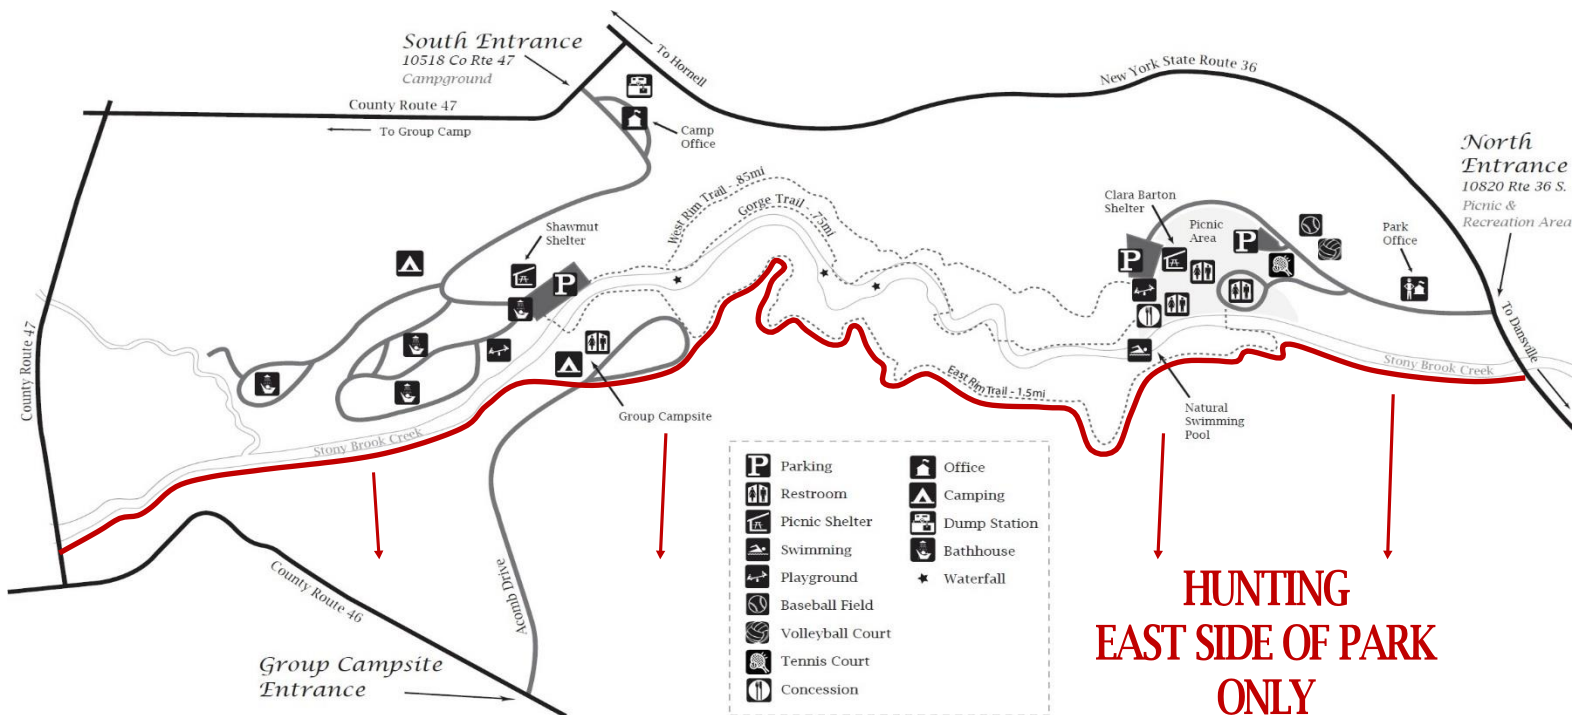 South Entrance
10518 Co Rte 47
Campground
To Hornell
New York State Route 36
County Route 47
To Group Camp
Camp
Office
North
Entrance
10820 Rte 36 S.
Picnic &
Recreation Area
West Rim Trail - .85mi
Gorge Trail - .75mi
Clara Barton
Shelter
Picnic
Area
Park
Office
Shawmut
Shelter
P
P
P
To Dansville
County Route 47
Stony Brook Creek
East Rim Trail - 1.5mi
Group Campsite
Natural
Swimming
Pool
Stony Brook Creek
P Parking
Restroom
Picnic Shelter
Swimming
Playground
Baseball Field
Volleyball Court
Tennis Court
Concession
Office
Camping
Dump Station
Bathhouse
Waterfall
County Route 46
Acomb Drive
Group Campsite
Entrance
HUNTING
EAST SIDE OF PARK
ONLY